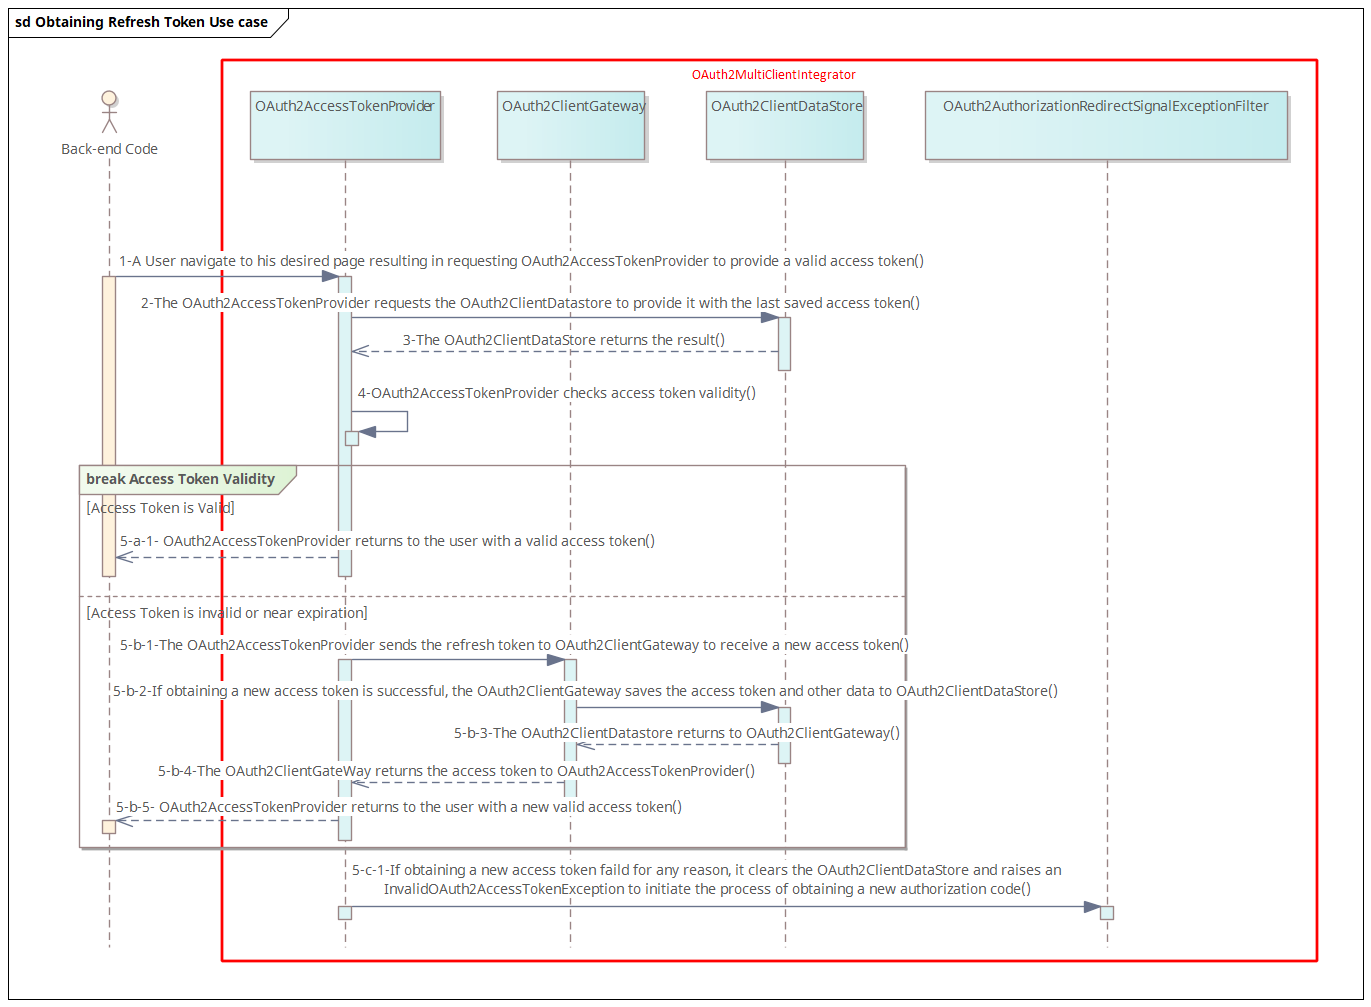 sd Obtaining Refresh Token Use case
OAuth2MultiClientIntegrator
Back-end Code
OAuth2AccessTokenProvider
OAuth2ClientGateway
OAuth2ClientDataStore
OAuth2AuthorizationRedirectSignalExceptionFilter
1-A User navigate to his desired page resulting in requesting OAuth2AccessTokenProvider to provide a valid access token()
2-The OAuth2AccessTokenProvider requests the OAuth2ClientDatastore to provide it with the last saved access token()
3-The OAuth2ClientDataStore returns the result()
4-OAuth2AccessTokenProvider checks access token validity()
break Access Token Validity
[Access Token is Valid]
5-a-1- OAuth2AccessTokenProvider returns to the user with a valid access token()
[Access Token is invalid or near expiration]
5-b-1-The OAuth2AccessTokenProvider sends the refresh token to OAuth2ClientGateway to receive a new access token()
5-b-2-If obtaining a new access token is successful, the OAuth2ClientGateway saves the access token and other data to OAuth2ClientDataStore()
5-b-3-The OAuth2ClientDatastore returns to OAuth2ClientGateway()
5-b-4-The OAuth2ClientGateWay returns the access token to OAuth2AccessTokenProvider()
5-b-5- OAuth2AccessTokenProvider returns to the user with a new valid access token()
5-c-1-If obtaining a new access token faild for any reason, it clears the OAuth2ClientDataStore and raises an
InvalidOAuth2AccessTokenException to initiate the process of obtaining a new authorization code()